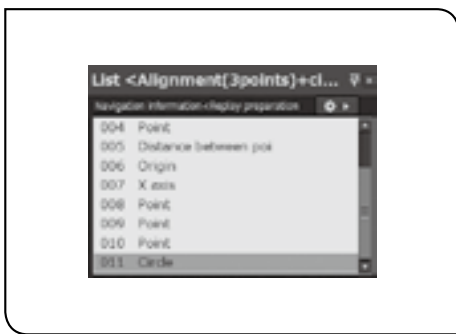 List <Alignment(3points)+ci...
Navigation information display preparation
004 Point
005 Distance between poi
006 Origin
007 X axis
008 Point
009 Point
010 Point
011 Circle